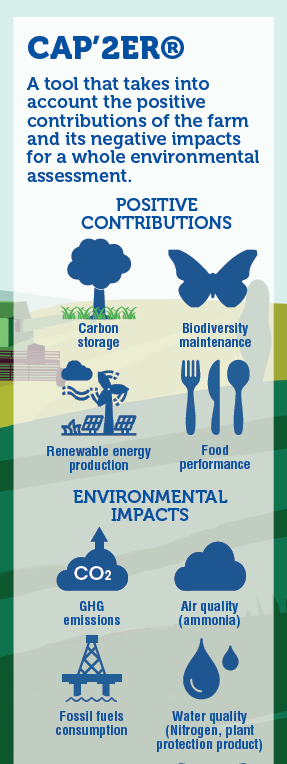 CAP'2ER®
A tool that takes into
account the positive
contributions of the farm
and its negative impacts
for a whole environmental
assessment.
POSITIVE
CONTRIBUTIONS
Carbon
storage
Biodiversity
maintenance
Renewable energy
production
Food
performance
ENVIRONMENTAL
IMPACTS
CO2
GHG
emissions
Air quality
(ammonia)
Fossil fuels
consumption
Water quality
(Nitrogen, plant
protection product)